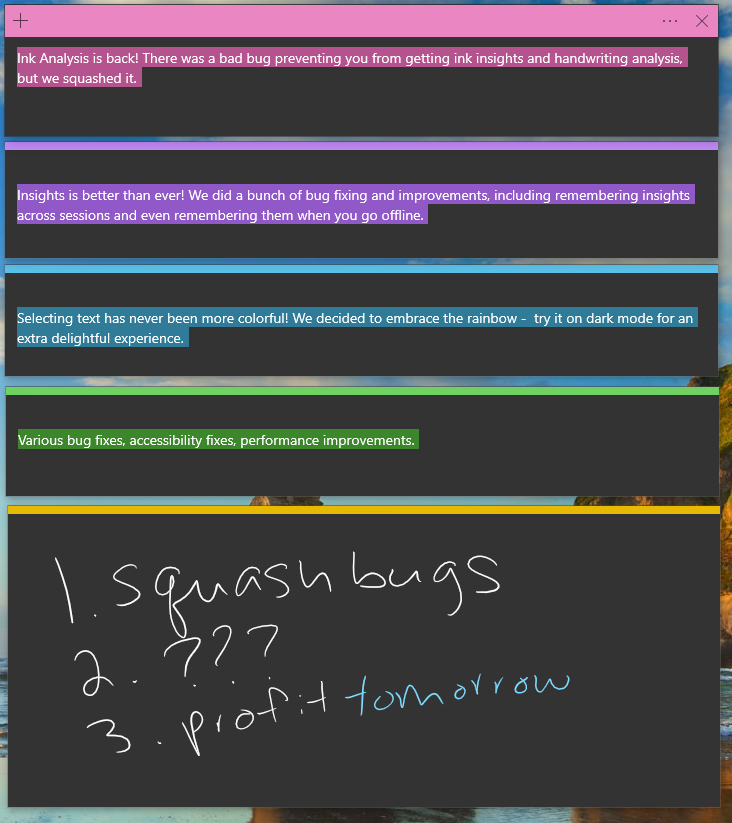 Ink Analysis is back! There was a bad bug preventing you from getting ink insights and handwriting analysis,
but we squashed it.
Insights is better than ever! We did a bunch of bug fixing and improvements, including remembering insights
across sessions and even remembering them when you go offline.
Selecting text has never been more colorful! We decided to embrace the rainbow -  try it on dark mode for an
extra delightful experience.
Various bug fixes, accessibility fixes, performance improvements.
1. squash bugs
2. ???
3. profit tomorrow